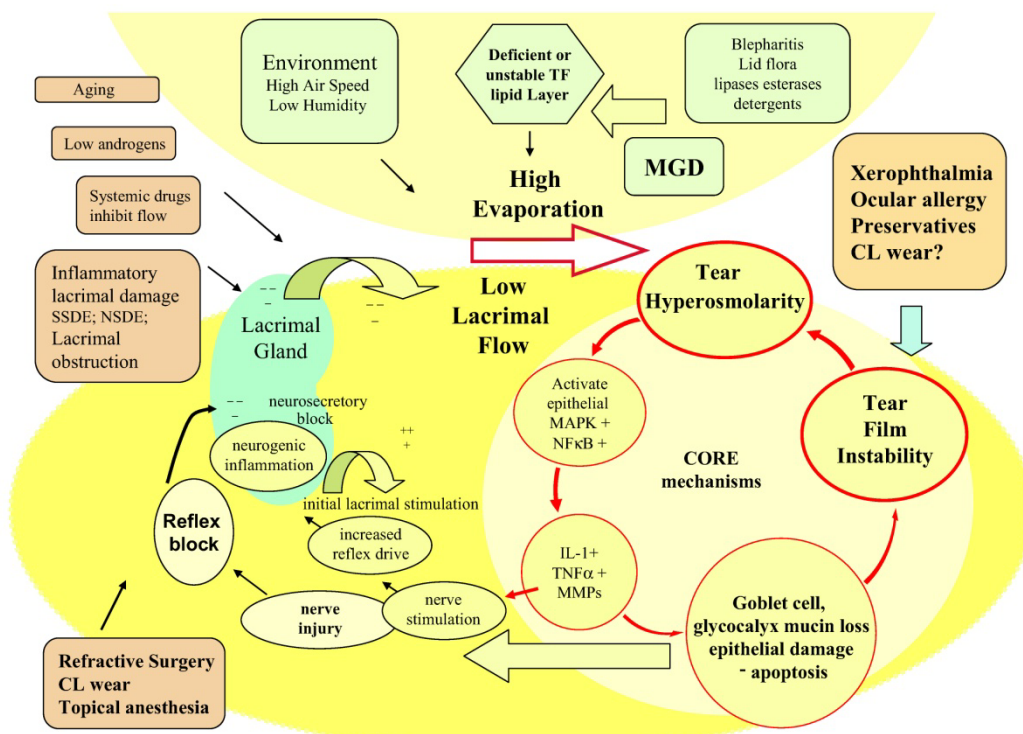 Aging
Low androgens
Systemic drugs
inhibit flow
Inflammatory
lacrimal damage
SSDE; NSDE;
Lacrimal
obstruction
Environment
High Air Speed
Low Humidity
Deficient or
unstable TF
lipid Layer
Blepharitis
Lid flora
lipases esterases
detergents
MGD
High
Evaporation
Xerophthalmia
Ocular allergy
Preservatives
CL wear?
Low
Lacrimal
Flow
Tear
Hyperosmolarity
-- 
-
Lacrimal
Gland
--
-
Activate
epithelial
MAPK +
NFκB +
Tear
Film
Instability
CORE
mechanisms
--
-
neurosecretory
block
neurogenic
inflammation
++
+
initial lacrimal stimulation
increased
reflex drive
Reflex
block
IL-1+
TNFα +
MMPs
nerve
injury
nerve
stimulation
Goblet cell,
glycocalyx mucin loss
epithelial damage
- apoptosis
Refractive Surgery
CL wear
Topical anesthesia